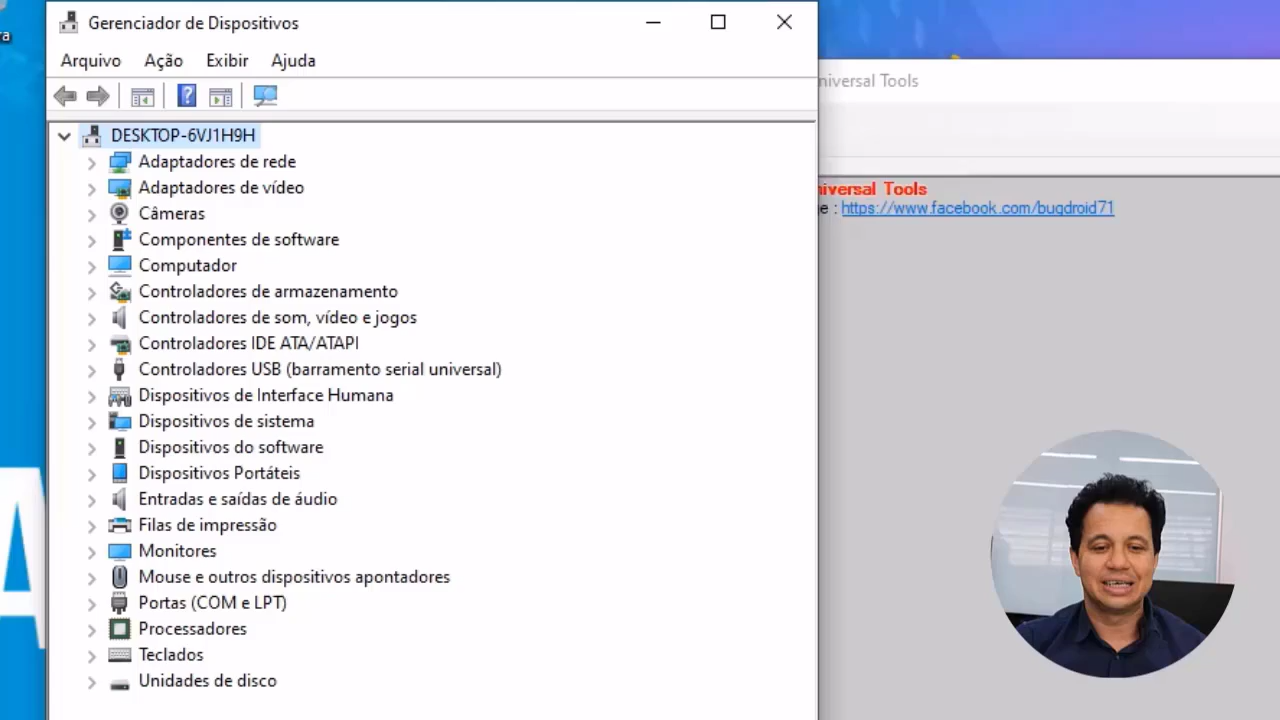 Gerenciador de Dispositivos
Arquivo Ação Exibir Ajuda
DESKTOP-6VJ1H9H
Adaptadores de rede
Adaptadores de vídeo
Câmeras
Componentes de software
Computador
Controladores de armazenamento
Controladores de som, vídeo e jogos
Controladores IDE ATA/ATAPI
Controladores USB (barramento serial universal)
Dispositivos de Interface Humana
Dispositivos de sistema
Dispositivos do software
Dispositivos Portáteis
Entradas e saídas de áudio
Filas de impressão
Monitores
Mouse e outros dispositivos apontadores
Portas (COM e LPT)
Processadores
Teclados
Unidades de disco
niversal Tools
niversal Tools
e : https://www.facebook.com/bugdroid71
ra
A